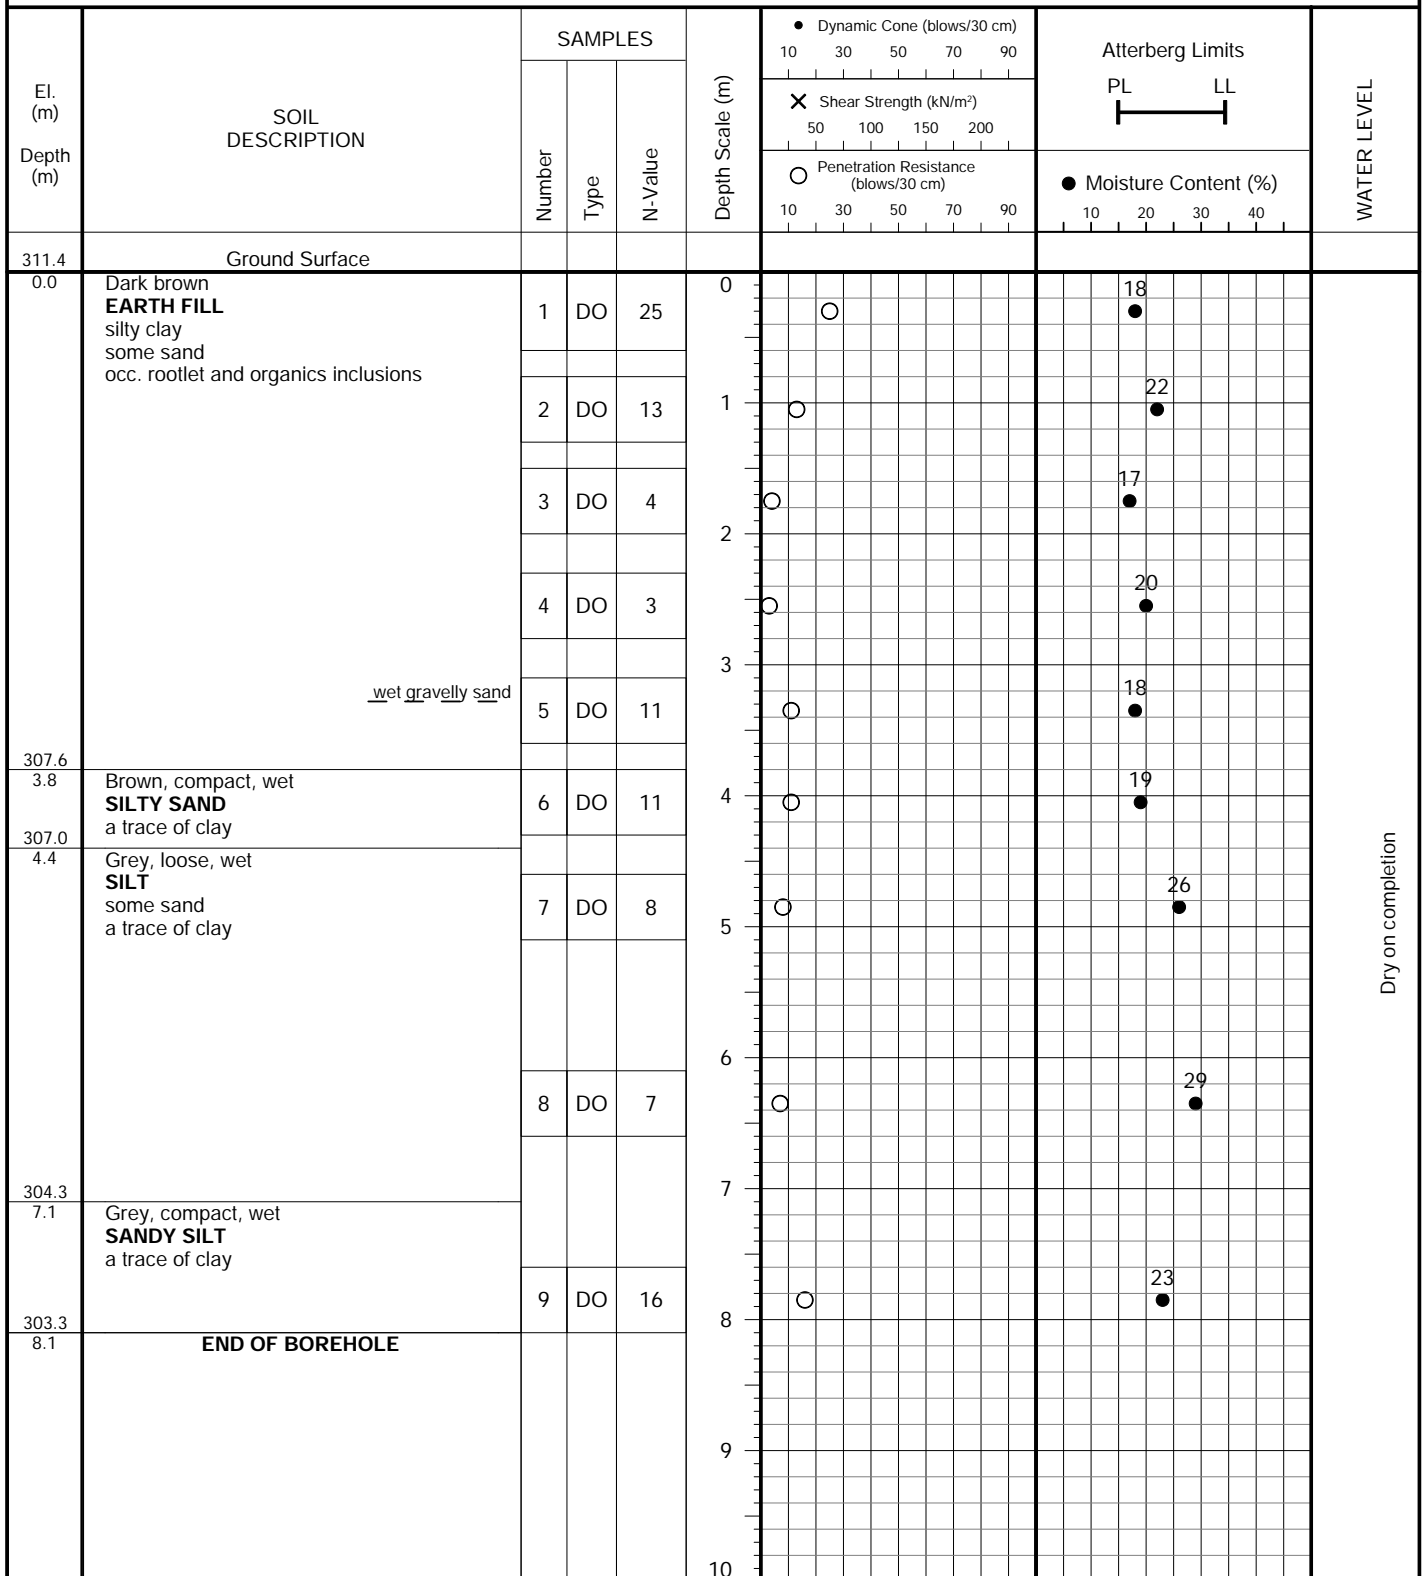 El.
(m)
Depth
(m)
SOIL
DESCRIPTION
SAMPLES
Number
Type
N-Value
Depth Scale (m)
● Dynamic Cone (blows/30 cm)
10 30 50 70 90
X Shear Strength (kN/m²)
50 100 150 200
○ Penetration Resistance
(blows/30 cm)
10 30 50 70 90
Atterberg Limits
PL LL
● Moisture Content (%)
10 20 30 40
WATER LEVEL
311.4 Ground Surface
0.0 Dark brown
EARTH FILL
silty clay
some sand
occ. rootlet and organics inclusions
wet gravelly sand
307.6
3.8 Brown, compact, wet
SILTY SAND
a trace of clay
307.0
4.4 Grey, loose, wet
SILT
some sand
a trace of clay
304.3
7.1 Grey, compact, wet
SANDY SILT
a trace of clay
303.3
8.1 END OF BOREHOLE
1 DO 25
2 DO 13
3 DO 4
4 DO 3
5 DO 11
6 DO 11
7 DO 8
8 DO 7
9 DO 16
0
1
2
3
4
5
6
7
8
9
10
18
22
17
20
18
19
26
29
23
Dry on completion